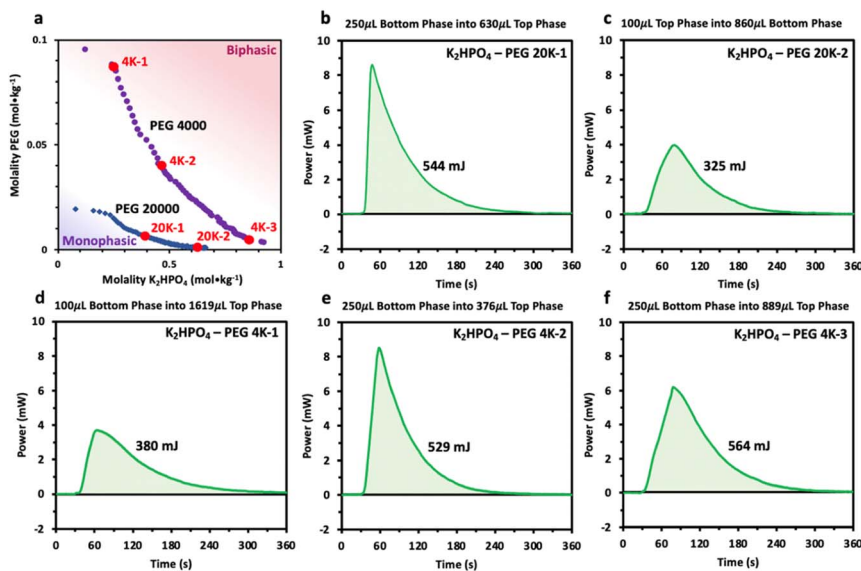 a
0.1
Biphasic
4K-1
PEG 4000
0.05
4K-2
PEG 20000
20K-1
20K-2
4K-3
Monophasic
0
0
0.5
1
Molality PEG (mol•kg⁻¹)
Molality K₂HPO₄ (mol•kg⁻¹)
b
250µL Bottom Phase into 630µL Top Phase
K₂HPO₄ – PEG 20K-1
544 mJ
10
8
6
4
2
0
-2
Power (mW)
0 60 120 180 240 300 360
Time (s)
c
100µL Top Phase into 860µL Bottom Phase
K₂HPO₄ – PEG 20K-2
325 mJ
10
8
6
4
2
0
-2
Power (mW)
0 60 120 180 240 300 360
Time (s)
d
100µL Bottom Phase into 1619µL Top Phase
K₂HPO₄ – PEG 4K-1
380 mJ
10
8
6
4
2
0
-2
Power (mW)
0 60 120 180 240 300 360
Time (s)
e
250µL Bottom Phase into 376µL Top Phase
K₂HPO₄ – PEG 4K-2
529 mJ
10
8
6
4
2
0
-2
Power (mW)
0 60 120 180 240 300 360
Time (s)
f
250µL Bottom Phase into 889µL Top Phase
K₂HPO₄ – PEG 4K-3
564 mJ
10
8
6
4
2
0
-2
Power (mW)
0 60 120 180 240 300 360
Time (s)